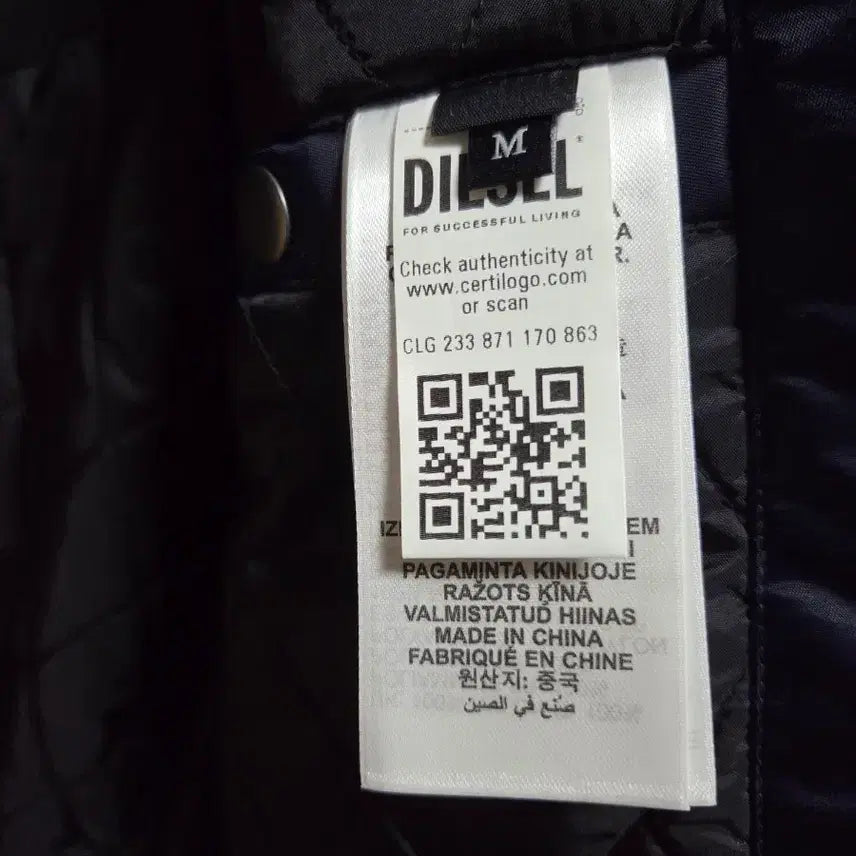 M
DIESEL
FOR SUCCESSFUL LIVING
Check authenticity at
www.certilogo.com
or scan
CLG 233 871 170 863
PAGAMINTA KINIJOJE
RAŽOTS ĶĪNĀ
VALMISTATUD HIINAS
MADE IN CHINA
FABRIQUÉ EN CHINE
원산지: 중국
صنع في الصين